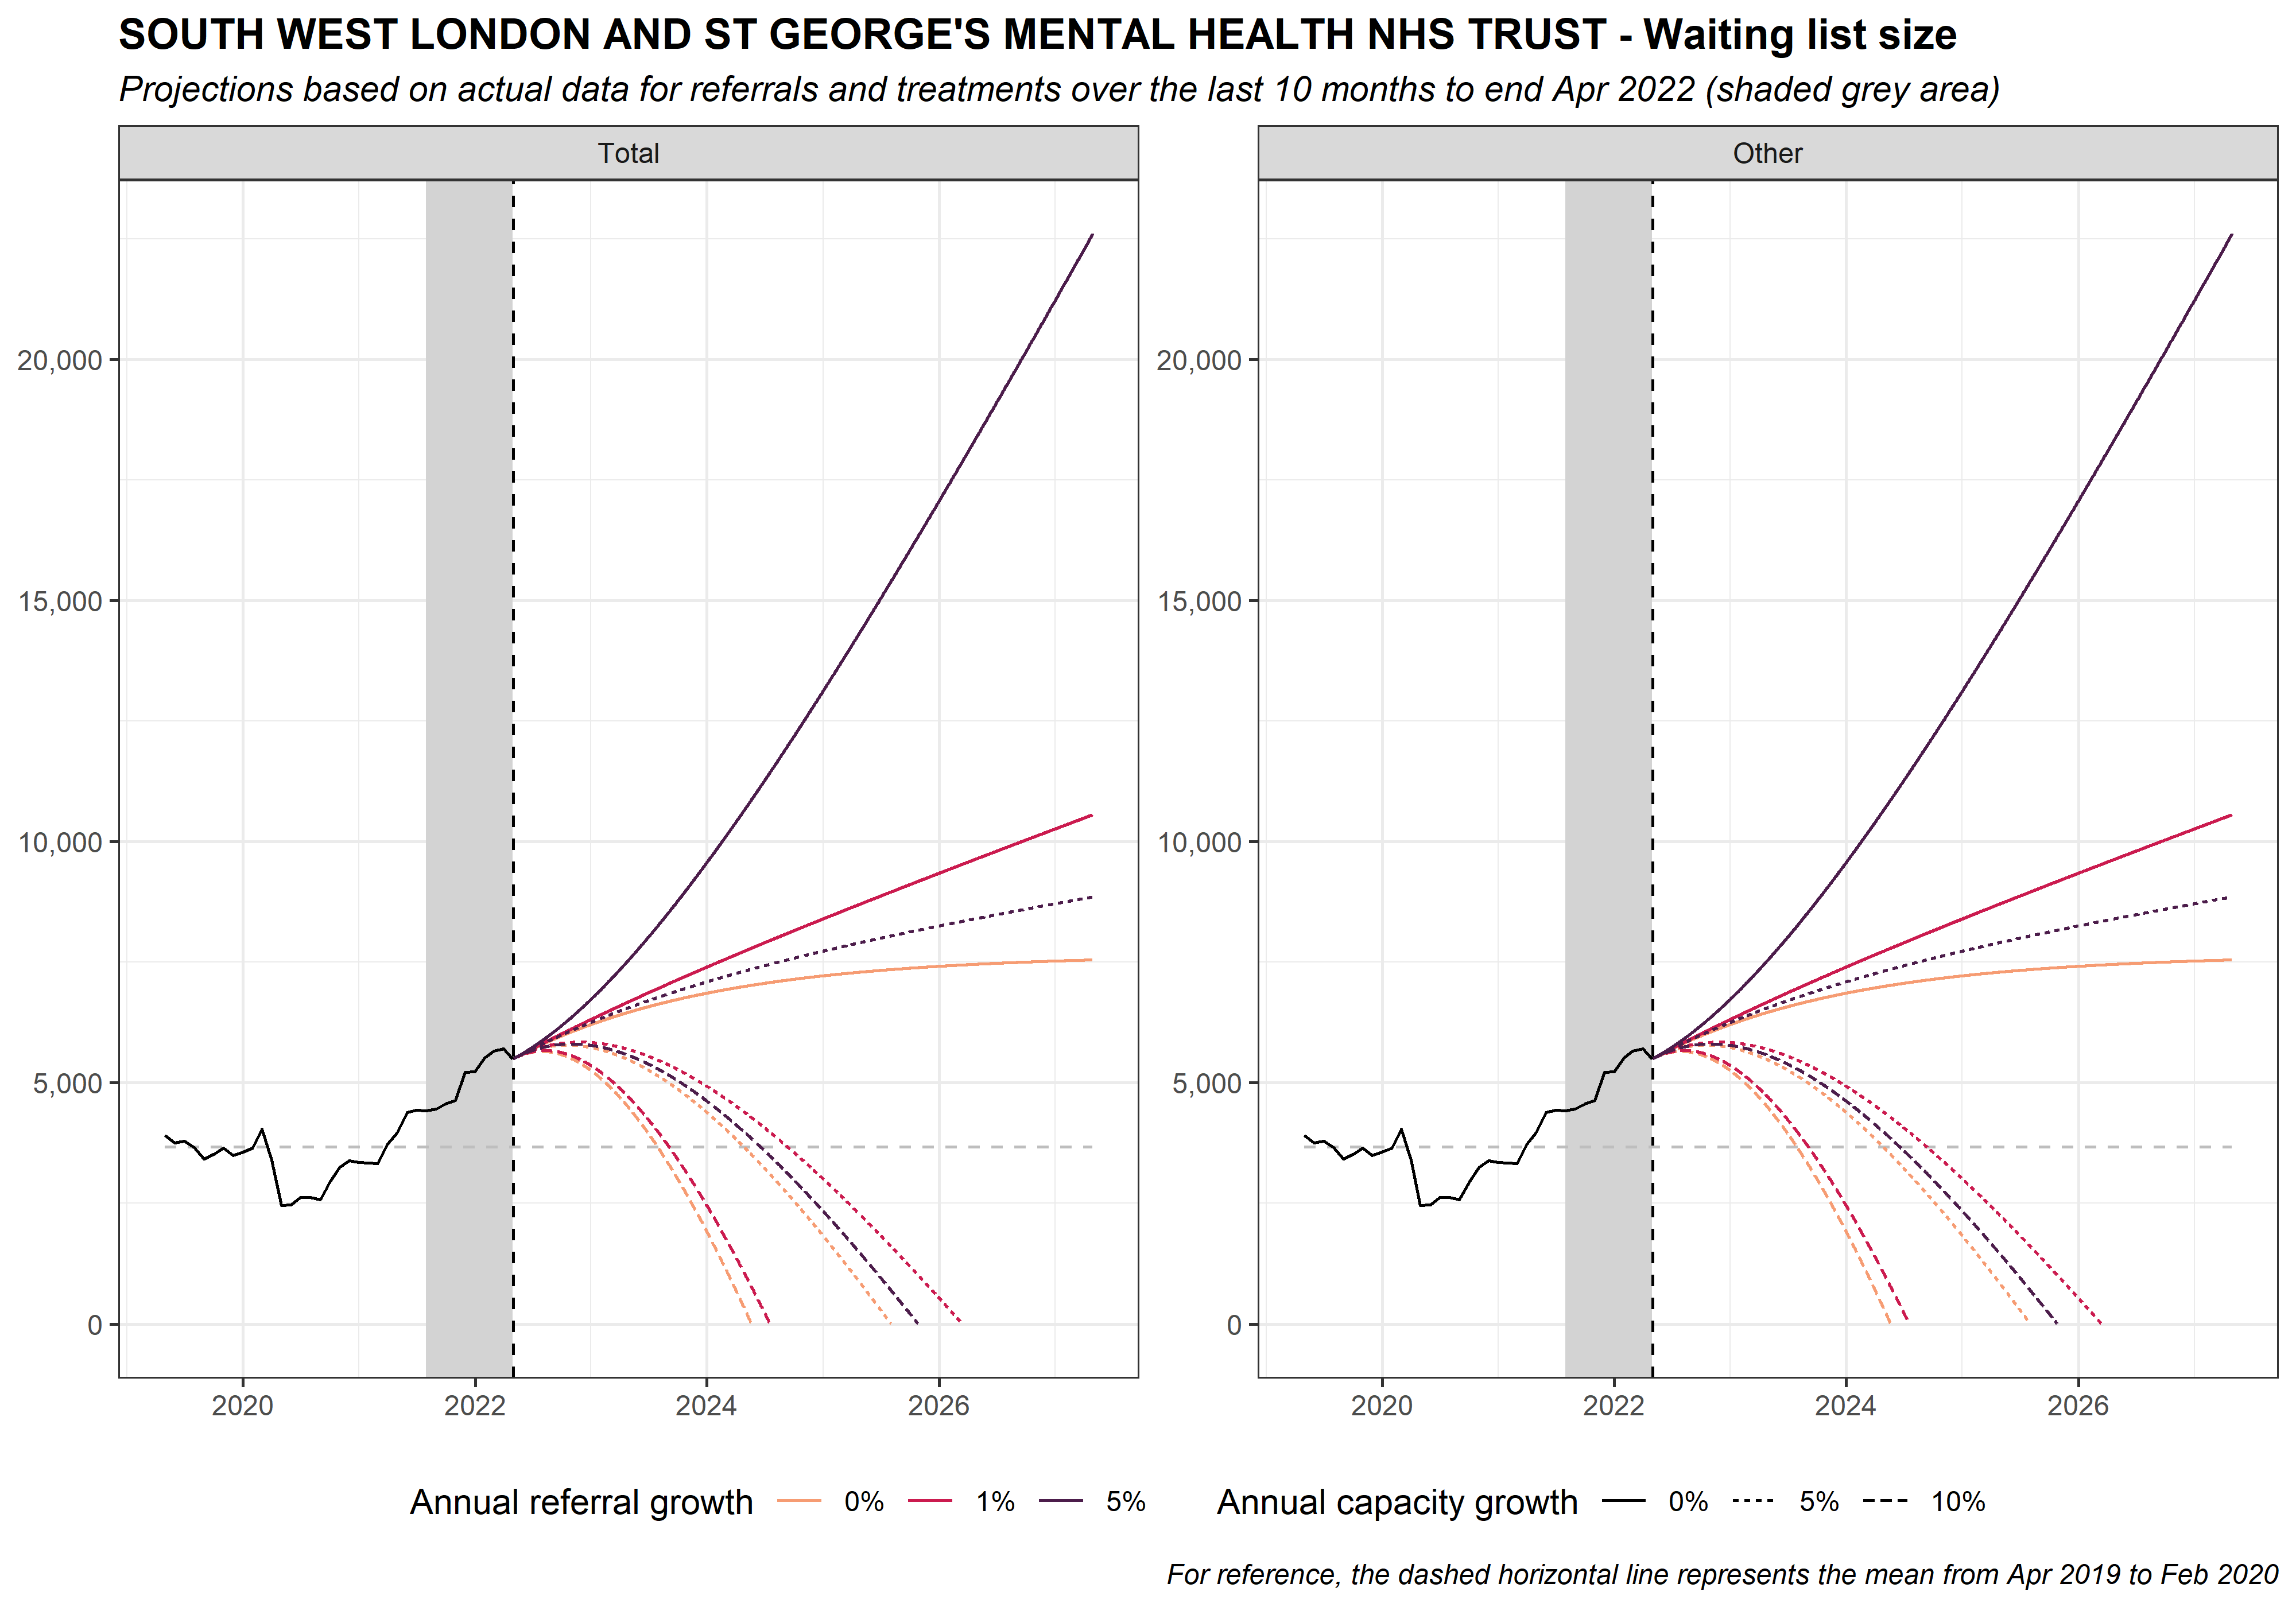 SOUTH WEST LONDON AND ST GEORGE'S MENTAL HEALTH NHS TRUST - Waiting list size
Projections based on actual data for referrals and treatments over the last 10 months to end Apr 2022 (shaded grey area)
Total
20,000
15,000
10,000
5,000
0
2020 2022 2024 2026
Other
20,000
15,000
10,000
5,000
0
2020 2022 2024 2026
Annual referral growth 0% 1% 5%
Annual capacity growth 0% 5% 10%
For reference, the dashed horizontal line represents the mean from Apr 2019 to Feb 2020